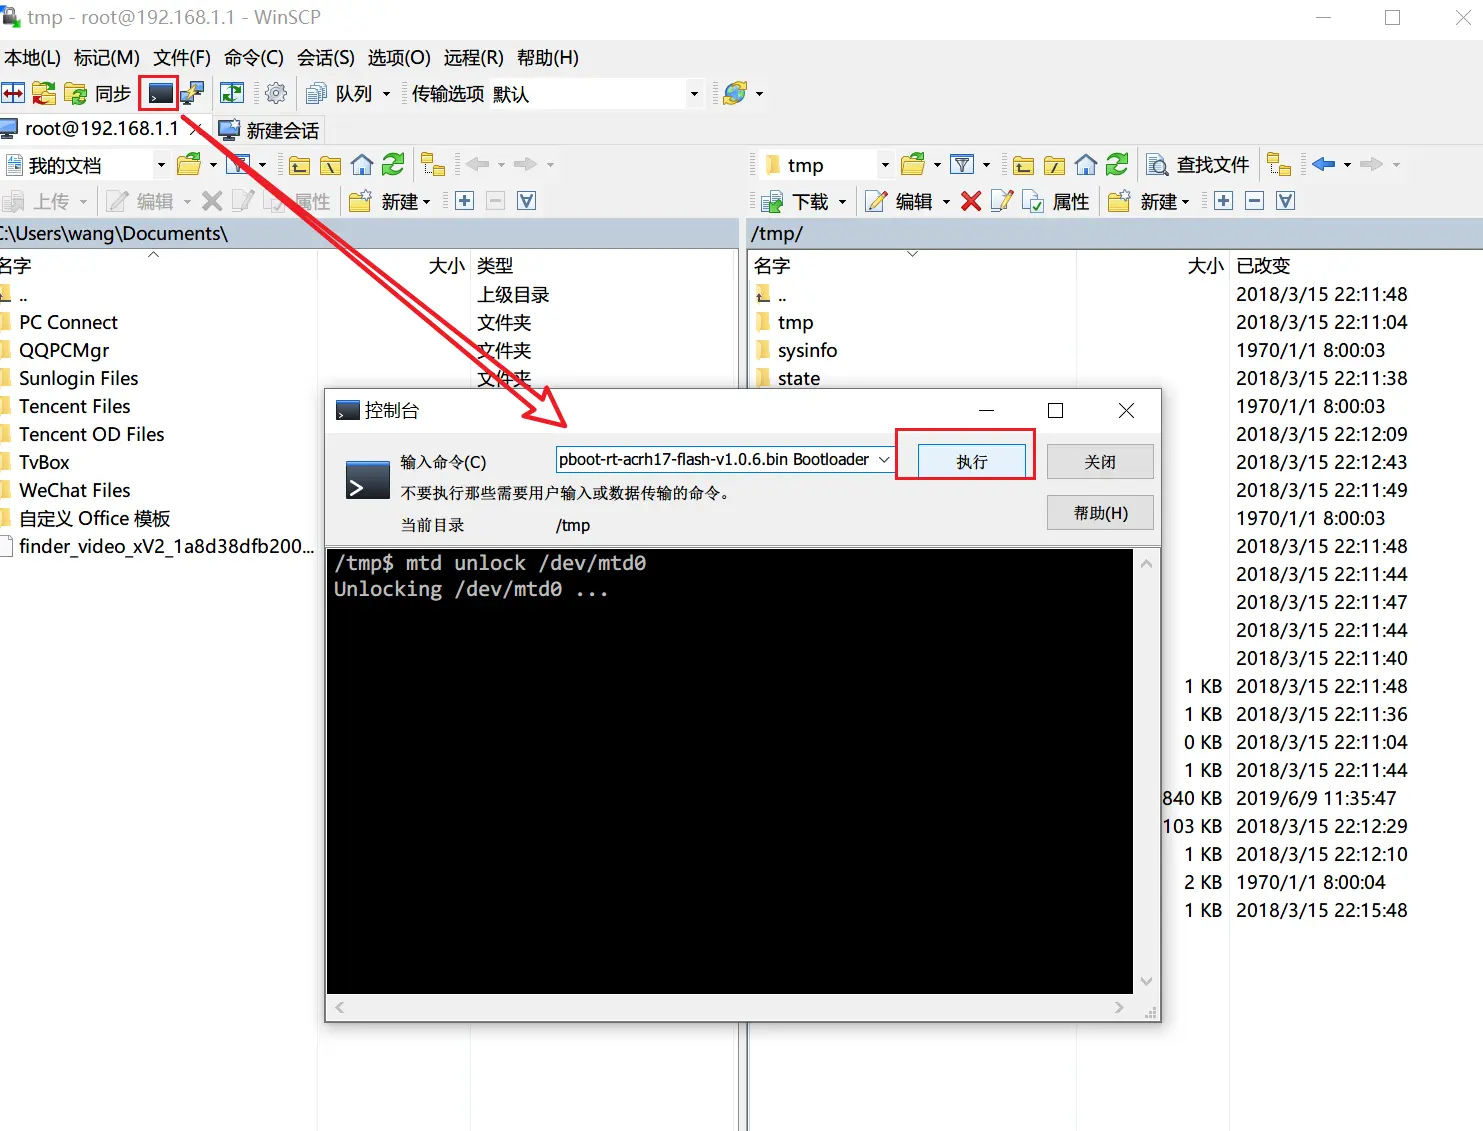 tmp - root@192.168.1.1 - WinSCP
本地(L) 标记(M) 文件(F) 命令(C) 会话(S) 选项(O) 远程(R) 帮助(H)
同步 队列 传输选项 默认
root@192.168.1.1 新建会话
我的文档 tmp 查找文件
上传 编辑 属性 新建 下载 编辑 属性 新建
C:\Users\wang\Documents\ /tmp/
名字 大小 类型 名字 大小 已改变
.. 上级目录 .. 2018/3/15 22:11:48
PC Connect 文件夹 tmp 2018/3/15 22:11:04
QQPCMgr 文件夹 sysinfo 1970/1/1 8:00:03
Sunlogin Files 文件夹 state 2018/3/15 22:11:38
Tencent Files 1970/1/1 8:00:03
Tencent OD Files 2018/3/15 22:12:09
TvBox 2018/3/15 22:12:43
WeChat Files 2018/3/15 22:11:49
自定义 Office 模板 1970/1/1 8:00:03
finder_video_xV2_1a8d38dfb200... 2018/3/15 22:11:48
2018/3/15 22:11:44
2018/3/15 22:11:47
2018/3/15 22:11:44
2018/3/15 22:11:40
1 KB 2018/3/15 22:11:48
1 KB 2018/3/15 22:11:36
0 KB 2018/3/15 22:11:04
1 KB 2018/3/15 22:11:44
840 KB 2019/6/9 11:35:47
103 KB 2018/3/15 22:12:29
1 KB 2018/3/15 22:12:10
2 KB 1970/1/1 8:00:04
1 KB 2018/3/15 22:15:48
控制台
输入命令(C) pboot-rt-acrh17-flash-v1.0.6.bin Bootloader 执行 关闭
不要执行那些需要用户输入或数据传输的命令。
当前目录 /tmp 帮助(H)
/tmp$ mtd unlock /dev/mtd0
Unlocking /dev/mtd0 ...